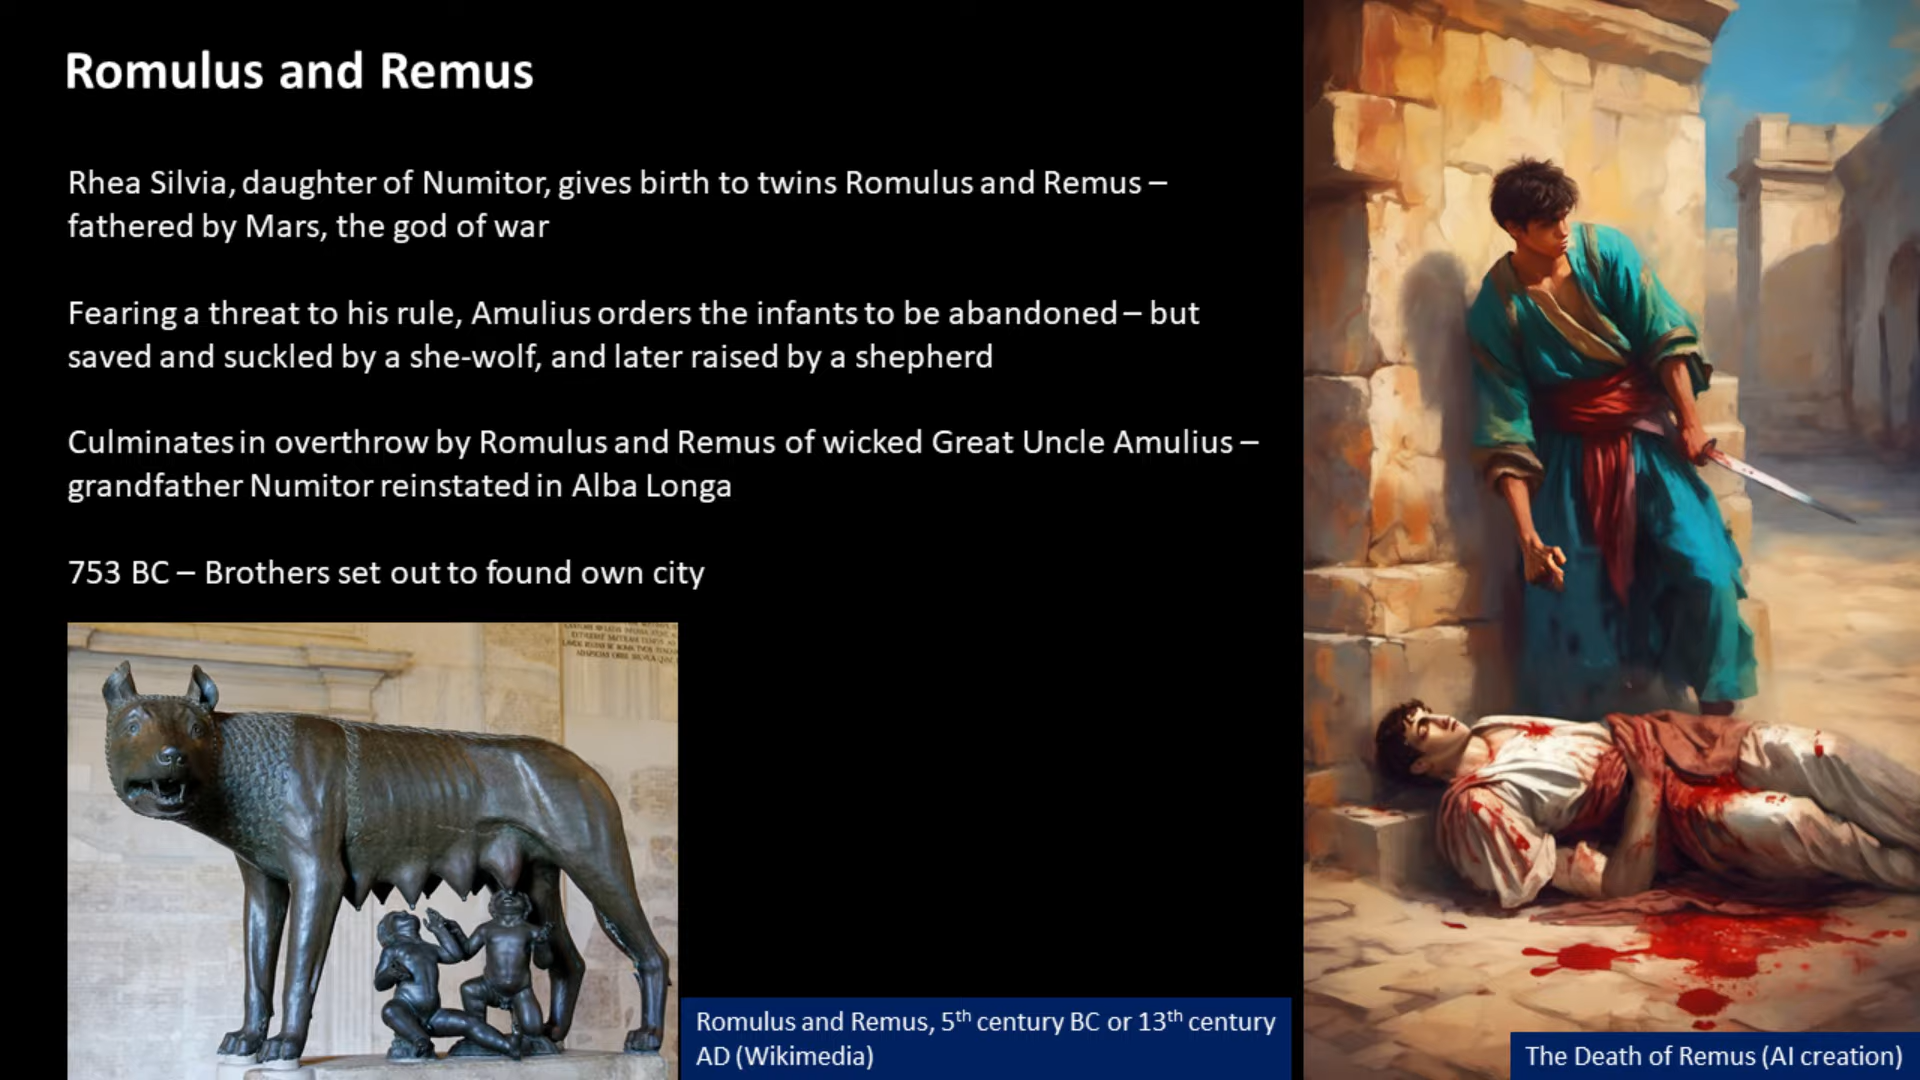 Romulus and Remus
Rhea Silvia, daughter of Numitor, gives birth to twins Romulus and Remus –
fathered by Mars, the god of war
Fearing a threat to his rule, Amulius orders the infants to be abandoned – but
saved and suckled by a she-wolf, and later raised by a shepherd
Culminates in overthrow by Romulus and Remus of wicked Great Uncle Amulius –
grandfather Numitor reinstated in Alba Longa
753 BC – Brothers set out to found own city
Romulus and Remus, 5th century BC or 13th century
AD (Wikimedia)
The Death of Remus (AI creation)